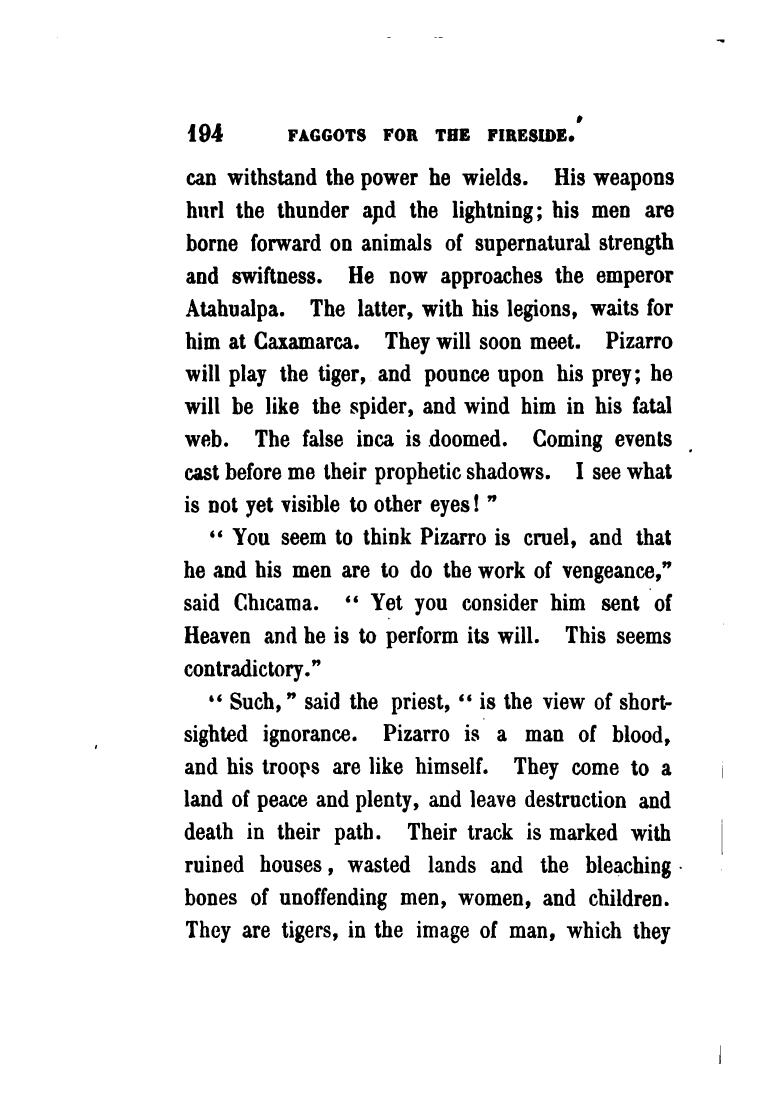 194 FAGGOTS FOR THE FIRESIDE.
can withstand the power he wields. His weapons
hurl the thunder and the lightning; his men are
borne forward on animals of supernatural strength
and swiftness. He now approaches the emperor
Atahualpa. The latter, with his legions, waits for
him at Caxamarca. They will soon meet. Pizarro
will play the tiger, and pounce upon his prey; he
will be like the spider, and wind him in his fatal
web. The false inca is doomed. Coming events
cast before me their prophetic shadows. I see what
is not yet visible to other eyes! "
" You seem to think Pizarro is cruel, and that
he and his men are to do the work of vengeance,"
said Chicama. " Yet you consider him sent of
Heaven and he is to perform its will. This seems
contradictory."
" Such, " said the priest, " is the view of short-
sighted ignorance. Pizarro is a man of blood,
and his troops are like himself. They come to a
land of peace and plenty, and leave destruction and
death in their path. Their track is marked with
ruined houses, wasted lands and the bleaching
bones of unoffending men, women, and children.
They are tigers, in the image of man, which they